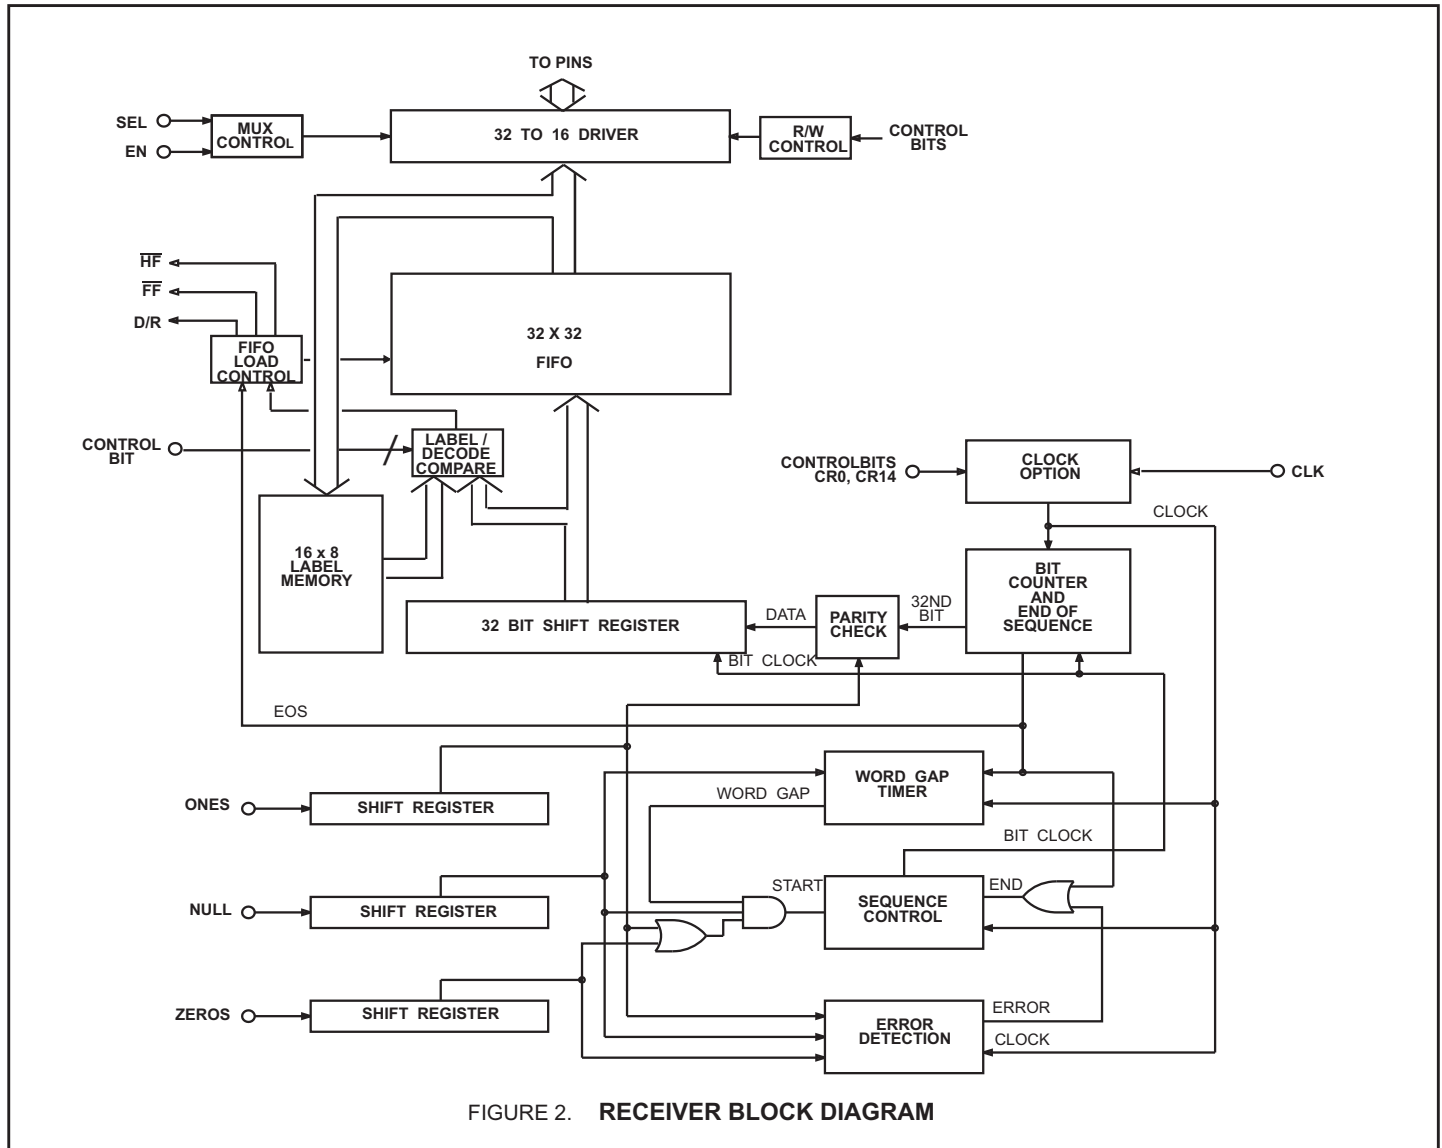 TO PINS
SEL
EN
MUX
CONTROL
32 TO 16 DRIVER
R/W
CONTROL
CONTROL
BITS
HF
FF
D/R
FIFO
LOAD
CONTROL
32 X 32
FIFO
CONTROL
BIT
LABEL /
DECODE
COMPARE
CONTROLBITS
CR0, CR14
CLOCK
OPTION
CLK
CLOCK
16 x 8
LABEL
MEMORY
BIT
COUNTER
AND
END OF
SEQUENCE
32 BIT SHIFT REGISTER
DATA
PARITY
CHECK
32ND
BIT
BIT CLOCK
EOS
WORD GAP
TIMER
ONES
SHIFT REGISTER
WORD GAP
BIT CLOCK
NULL
SHIFT REGISTER
START
SEQUENCE
CONTROL
END
ZEROS
SHIFT REGISTER
ERROR
DETECTION
ERROR
CLOCK
FIGURE 2. RECEIVER BLOCK DIAGRAM